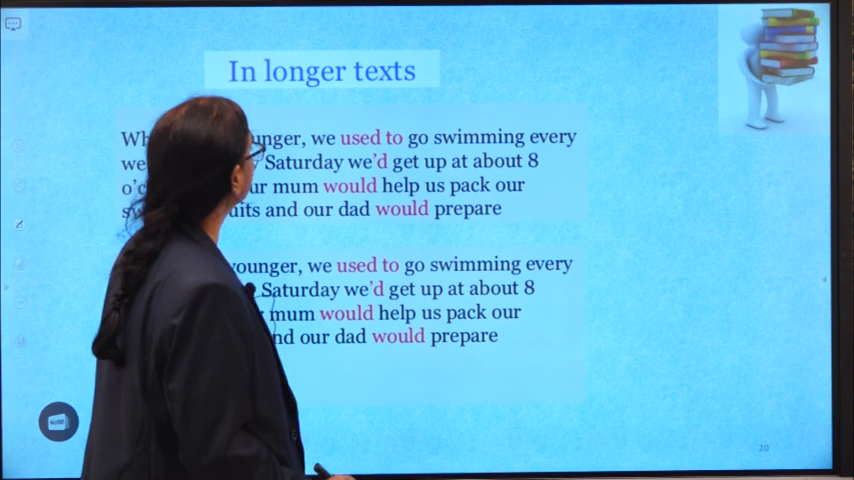 In longer texts
Wh unger, we used to go swimming every
we Saturday we'd get up at about 8
o'c ur mum would help us pack our
sw uits and our dad would prepare
younger, we used to go swimming every
Saturday we'd get up at about 8
mum would help us pack our
nd our dad would prepare
20